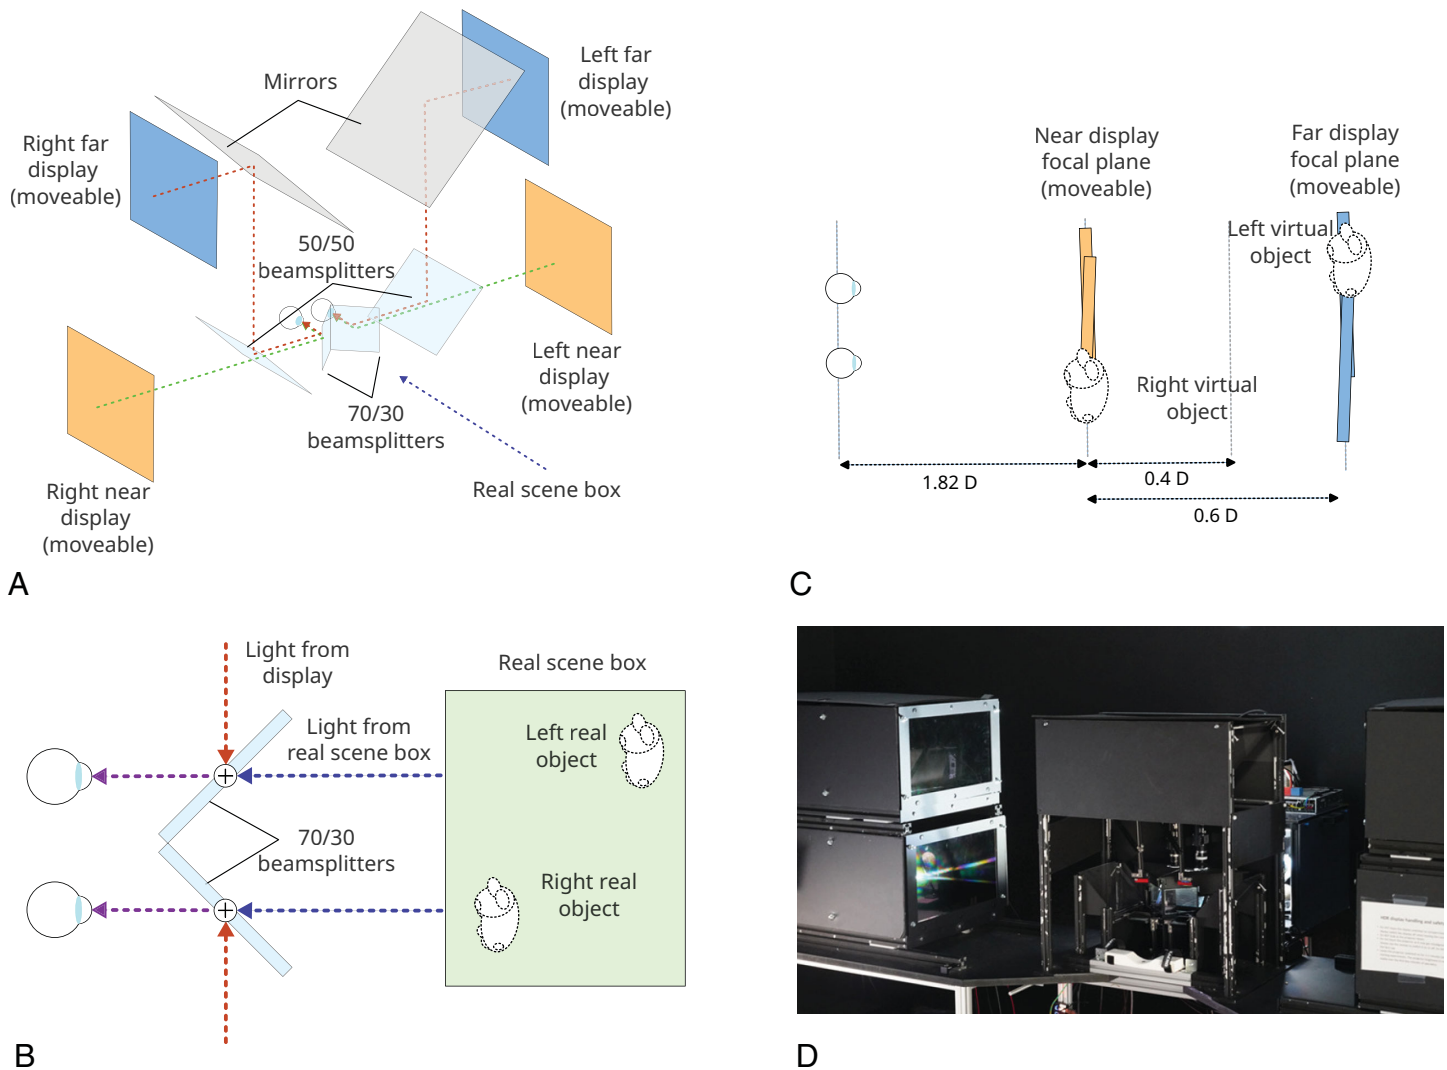 Mirrors
Left far
display
(moveable)
Right far
display
(moveable)
50/50
beamsplitters
Left near
display
(moveable)
70/30
beamsplitters
Real scene box
Right near
display
(moveable)
A
Near display
focal plane
(moveable)
Far display
focal plane
(moveable)
Left virtual
object
Right virtual
object
1.82 D
0.4 D
0.6 D
C
Light from
display
Real scene box
Light from
real scene box
Left real
object
70/30
beamsplitters
Right real
object
B
D